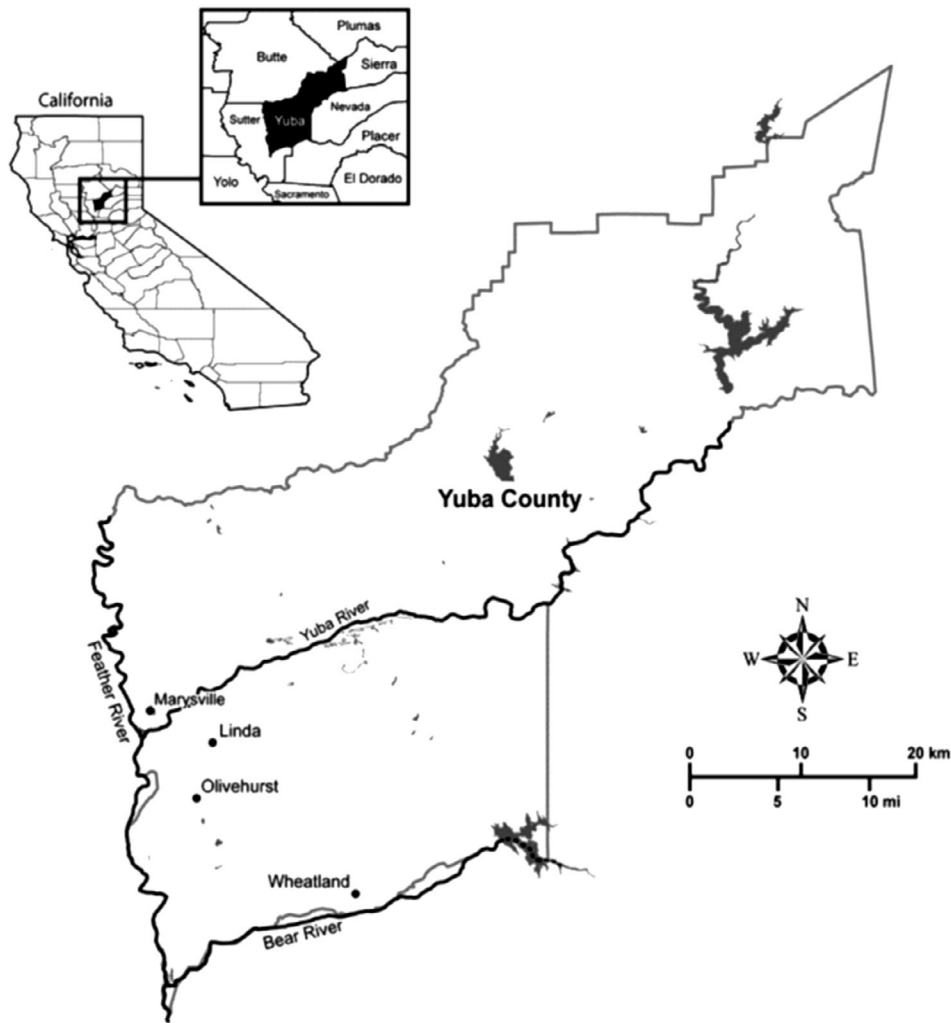 California
Plumas
Butte
Sierra
Nevada
Sutter
Yuba
Placer
Yolo
El Dorado
Sacramento
Yuba County
Yuba River
Feather River
Marysville
Linda
Olivehurst
Wheatland
Bear River
N
W
E
S
0
10
20 km
0
5
10 mi